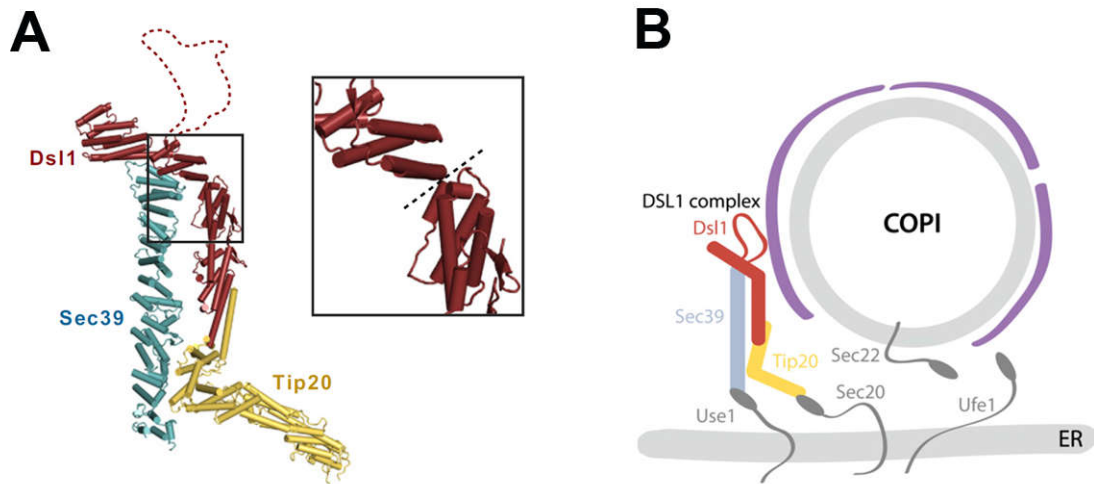 A
Dsl1
Sec39
Tip20
B
DSL1 complex
Dsl1
COPI
Sec39
Tip20
Sec22
Sec20
Use1
Ufe1
ER